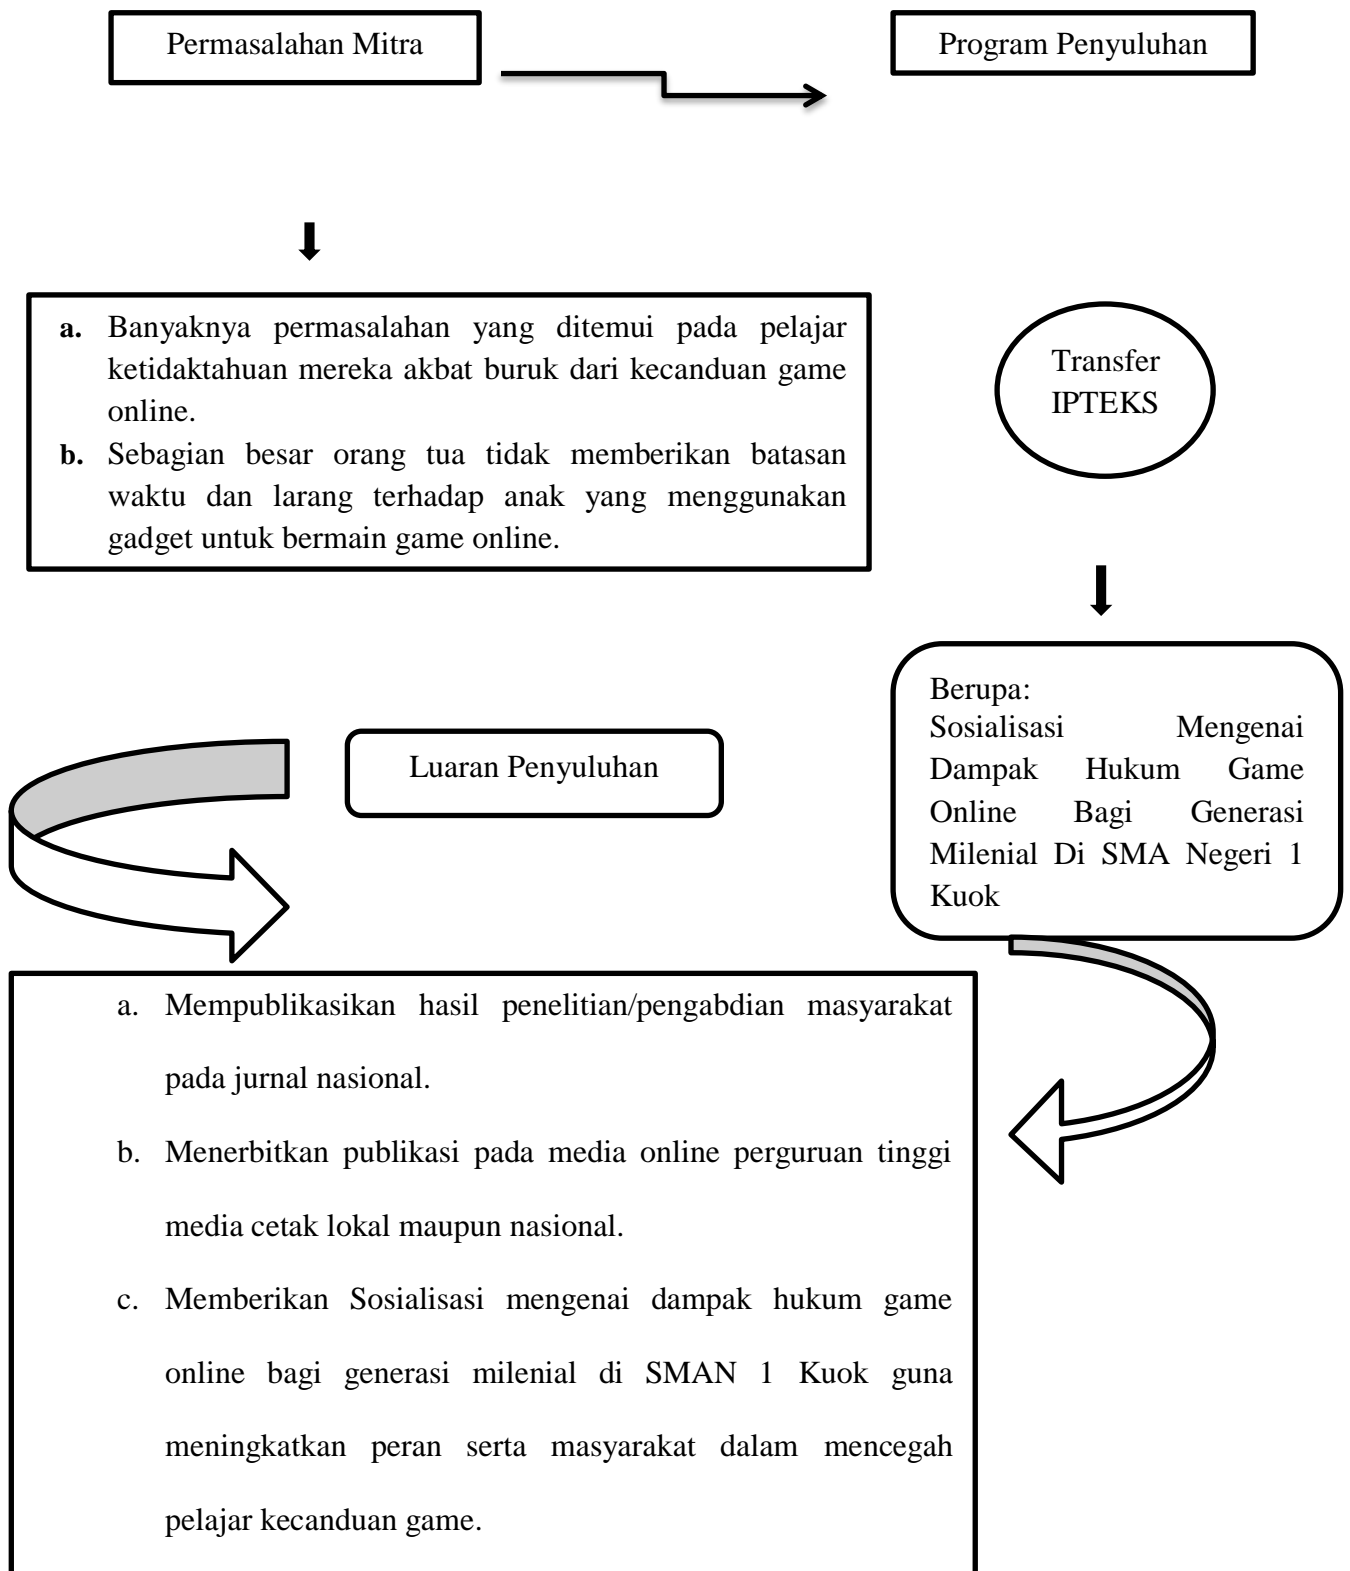 Permasalahan Mitra
Program Penyuluhan
a. Banyaknya permasalahan yang ditemui pada pelajar
ketidaktahuan mereka akbat buruk dari kecanduan game
online.
b. Sebagian besar orang tua tidak memberikan batasan
waktu dan larang terhadap anak yang menggunakan
gadget untuk bermain game online.
Transfer
IPTEKS
Berupa:
Sosialisasi Mengenai
Dampak Hukum Game
Online Bagi Generasi
Milenial Di SMA Negeri 1
Kuok
Luaran Penyuluhan
a. Mempublikasikan hasil penelitian/pengabdian masyarakat
pada jurnal nasional.
b. Menerbitkan publikasi pada media online perguruan tinggi
media cetak lokal maupun nasional.
c. Memberikan Sosialisasi mengenai dampak hukum game
online bagi generasi milenial di SMAN 1 Kuok guna
meningkatkan peran serta masyarakat dalam mencegah
pelajar kecanduan game.